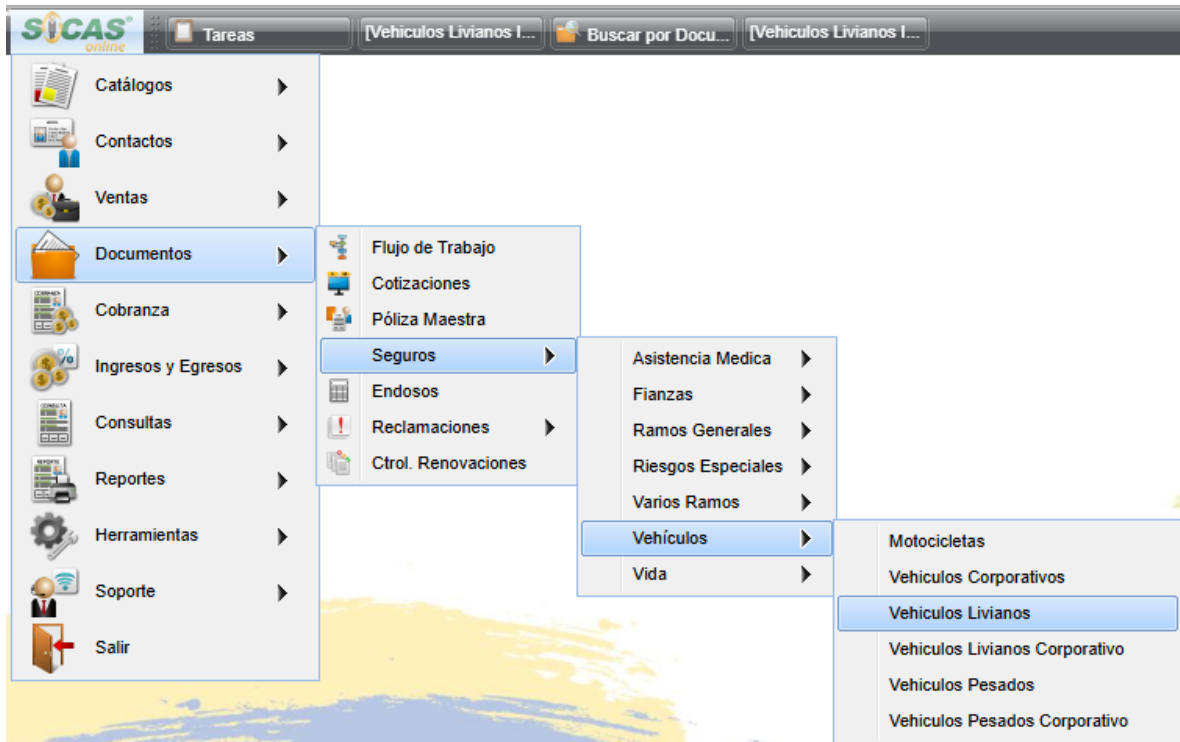 SICAS®
online
Tareas
[Vehiculos Livianos I...
Buscar por Docu...
[Vehiculos Livianos I...
Catálogos
Contactos
Ventas
Documentos
Cobranza
Ingresos y Egresos
Consultas
Reportes
Herramientas
Soporte
Salir
Flujo de Trabajo
Cotizaciones
Póliza Maestra
Seguros
Endosos
Reclamaciones
Ctrol. Renovaciones
Asistencia Medica
Fianzas
Ramos Generales
Riesgos Especiales
Varios Ramos
Vehículos
Vida
Motocicletas
Vehiculos Corporativos
Vehiculos Livianos
Vehiculos Livianos Corporativo
Vehiculos Pesados
Vehiculos Pesados Corporativo